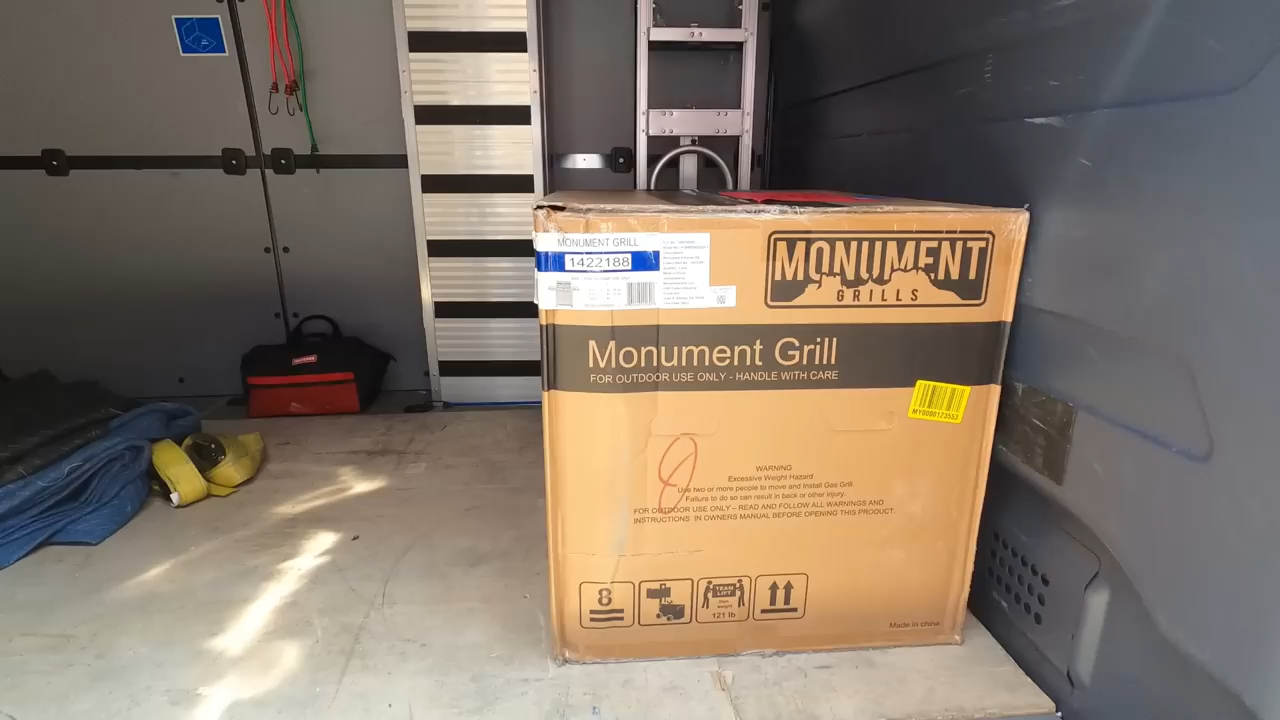 MONUMENT GRILL
1422188
MONUMENT
GRILLS
Monument Grill
FOR OUTDOOR USE ONLY - HANDLE WITH CARE
MY0000123553
WARNING
Excessive Weight Hazard
Use two or more people to move and Install Gas Grill.
Failure to do so can result in back or other injury.
FOR OUTDOOR USE ONLY – READ AND FOLLOW ALL WARNINGS AND
INSTRUCTIONS IN OWNERS MANUAL BEFORE OPENING THIS PRODUCT.
8
TEAM
LIFT
Item
weight
121 lb
Made in china